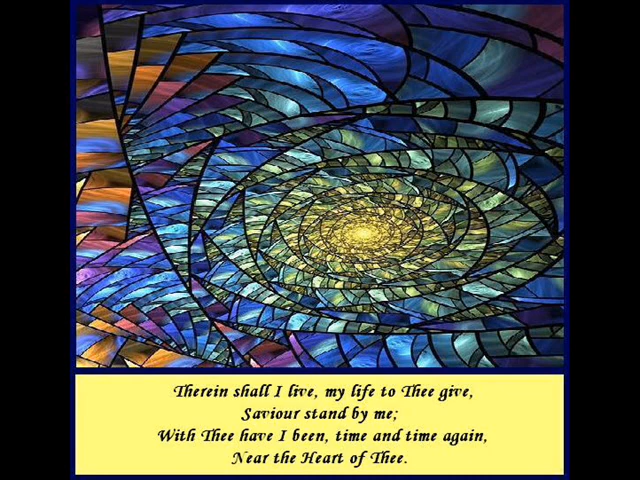 Therein shall I live, my life to Thee give,
Saviour stand by me;
With Thee have I been, time and time again,
Near the Heart of Thee.